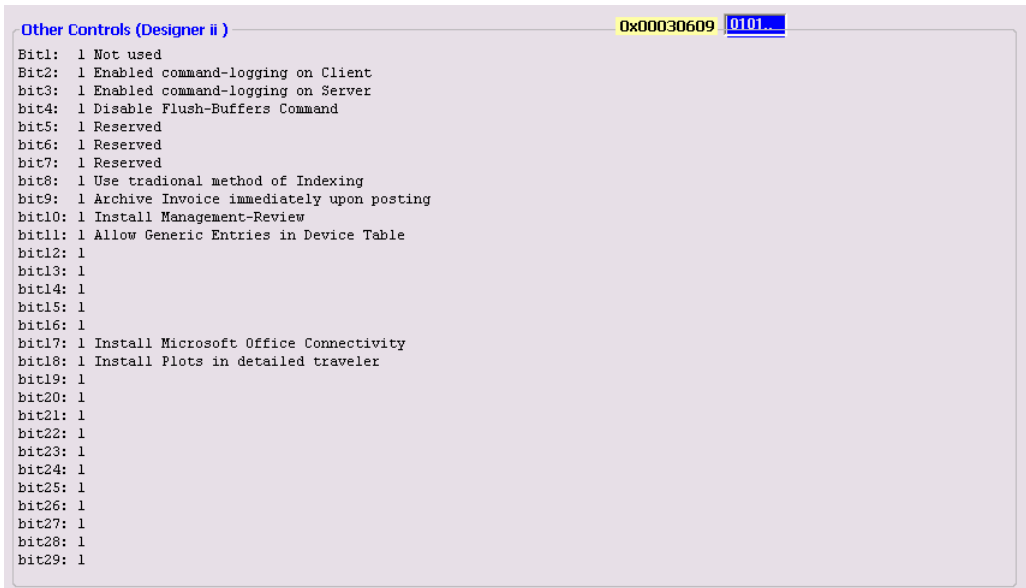 Other Controls (Designer ii ) 0x00030609 0101..
Bit1: 1 Not used
Bit2: 1 Enabled command-logging on Client
bit3: 1 Enabled command-logging on Server
bit4: 1 Disable Flush-Buffers Command
bit5: 1 Reserved
bit6: 1 Reserved
bit7: 1 Reserved
bit8: 1 Use tradional method of Indexing
bit9: 1 Archive Invoice immediately upon posting
bit10: 1 Install Management-Review
bit11: 1 Allow Generic Entries in Device Table
bit12: 1
bit13: 1
bit14: 1
bit15: 1
bit16: 1
bit17: 1 Install Microsoft Office Connectivity
bit18: 1 Install Plots in detailed traveler
bit19: 1
bit20: 1
bit21: 1
bit22: 1
bit23: 1
bit24: 1
bit25: 1
bit26: 1
bit27: 1
bit28: 1
bit29: 1